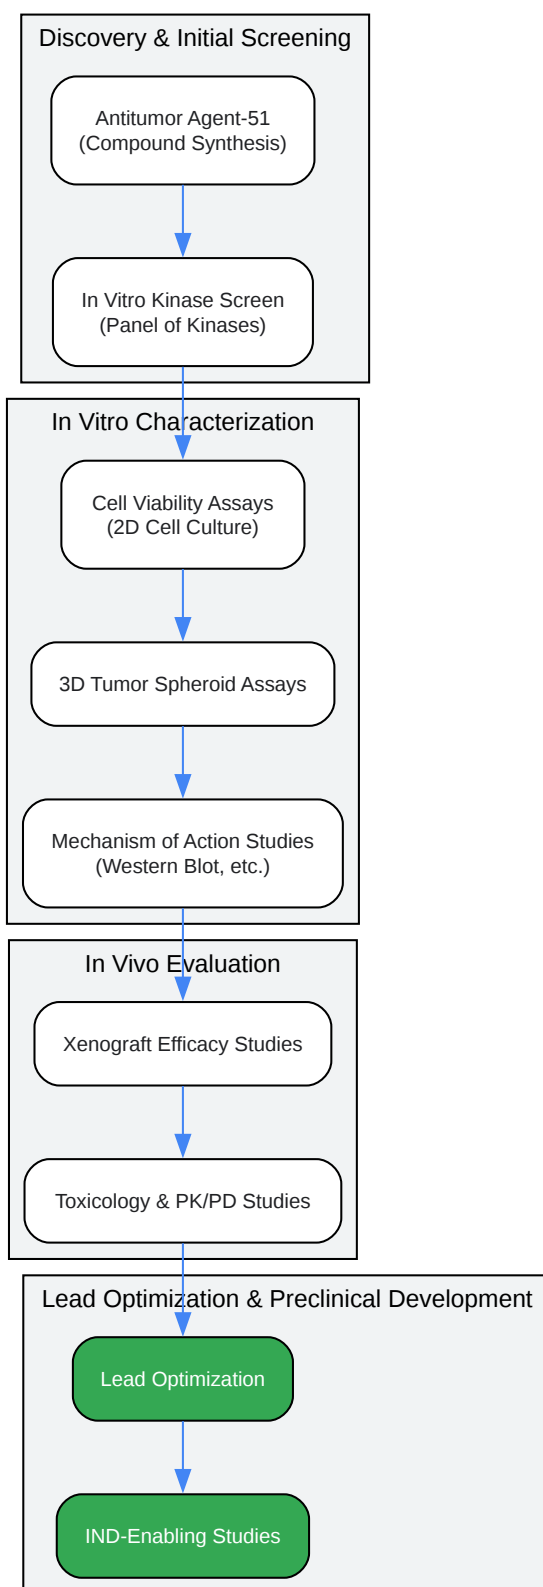 Discovery & Initial Screening
Antitumor Agent-51
(Compound Synthesis)
In Vitro Kinase Screen
(Panel of Kinases)
In Vitro Characterization
Cell Viability Assays
(2D Cell Culture)
3D Tumor Spheroid Assays
Mechanism of Action Studies
(Western Blot, etc.)
In Vivo Evaluation
Xenograft Efficacy Studies
Toxicology & PK/PD Studies
Lead Optimization & Preclinical Development
Lead Optimization
IND-Enabling Studies